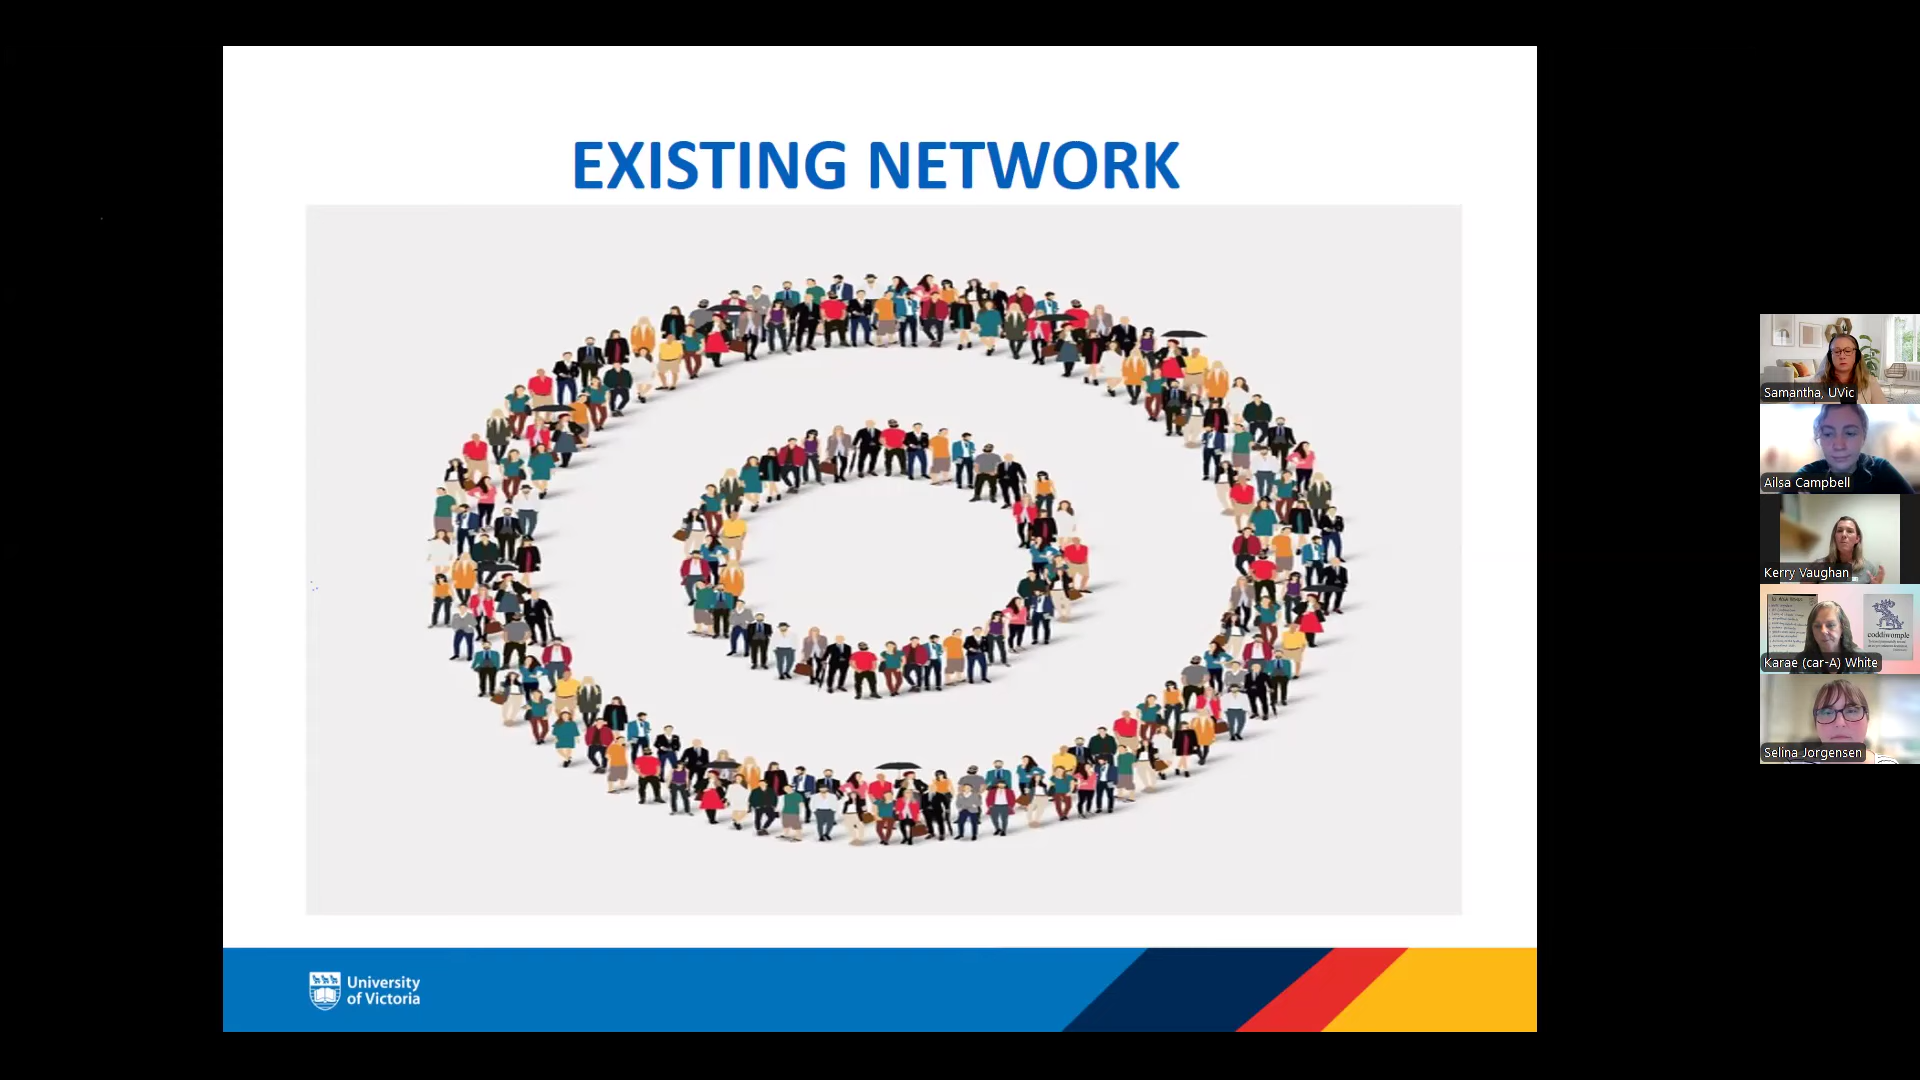 EXISTING NETWORK
University
of Victoria
Samantha, UVic
Ailsa Campbell
Kerry Vaughan
coddiwomple
Karae (car-A) White
Selina Jorgensen